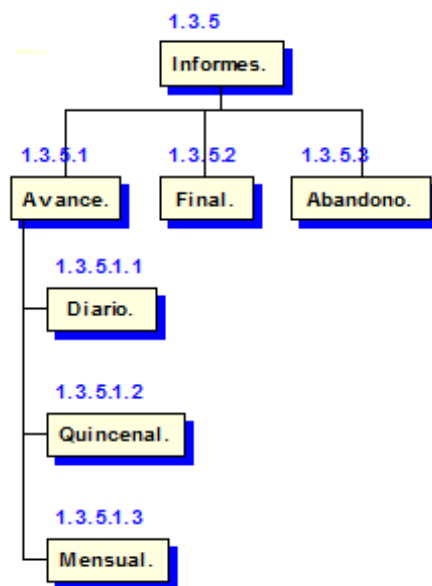 1.3.5
Informes.
1.3.5.1
Avance.
1.3.5.2
Final.
1.3.5.3
Abandono.
1.3.5.1.1
Diario.
1.3.5.1.2
Quincenal.
1.3.5.1.3
Mensual.